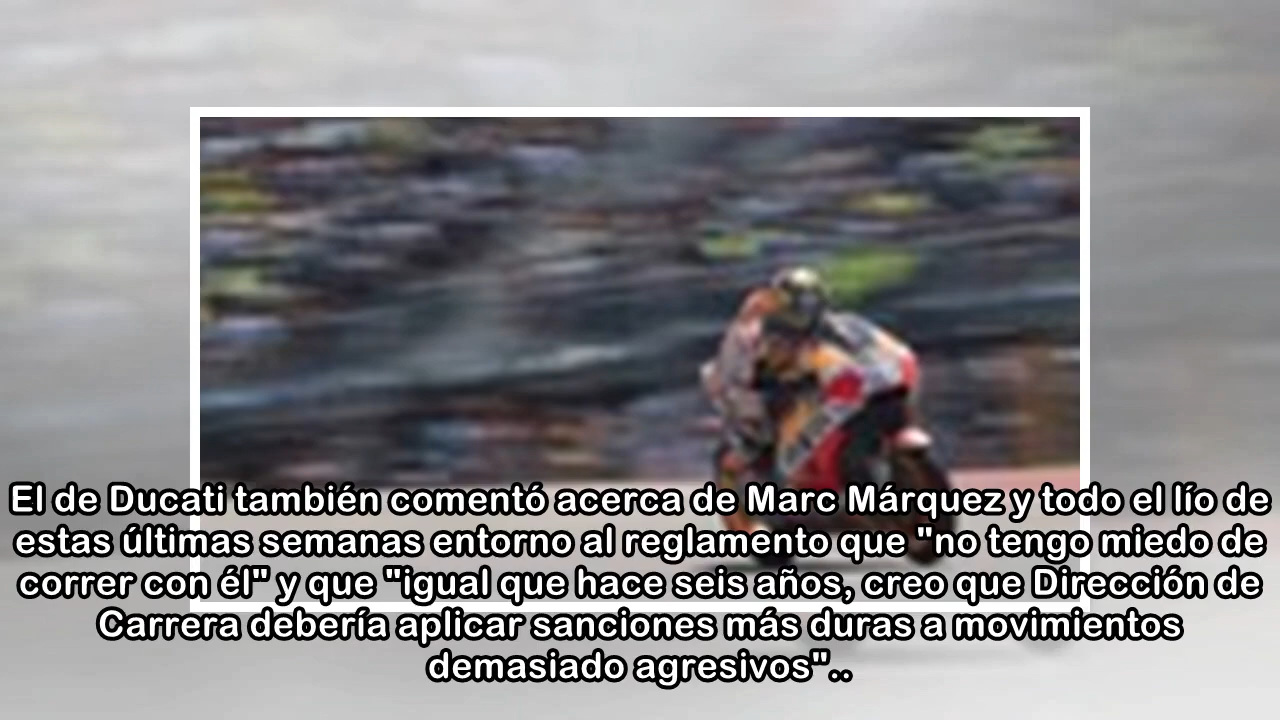 El de Ducati también comentó acerca de Marc Márquez y todo el lío de
estas últimas semanas entorno al reglamento que "no tengo miedo de
correr con él" y que "igual que hace seis años, creo que Dirección de
Carrera debería aplicar sanciones más duras a movimientos
demasiado agresivos"..